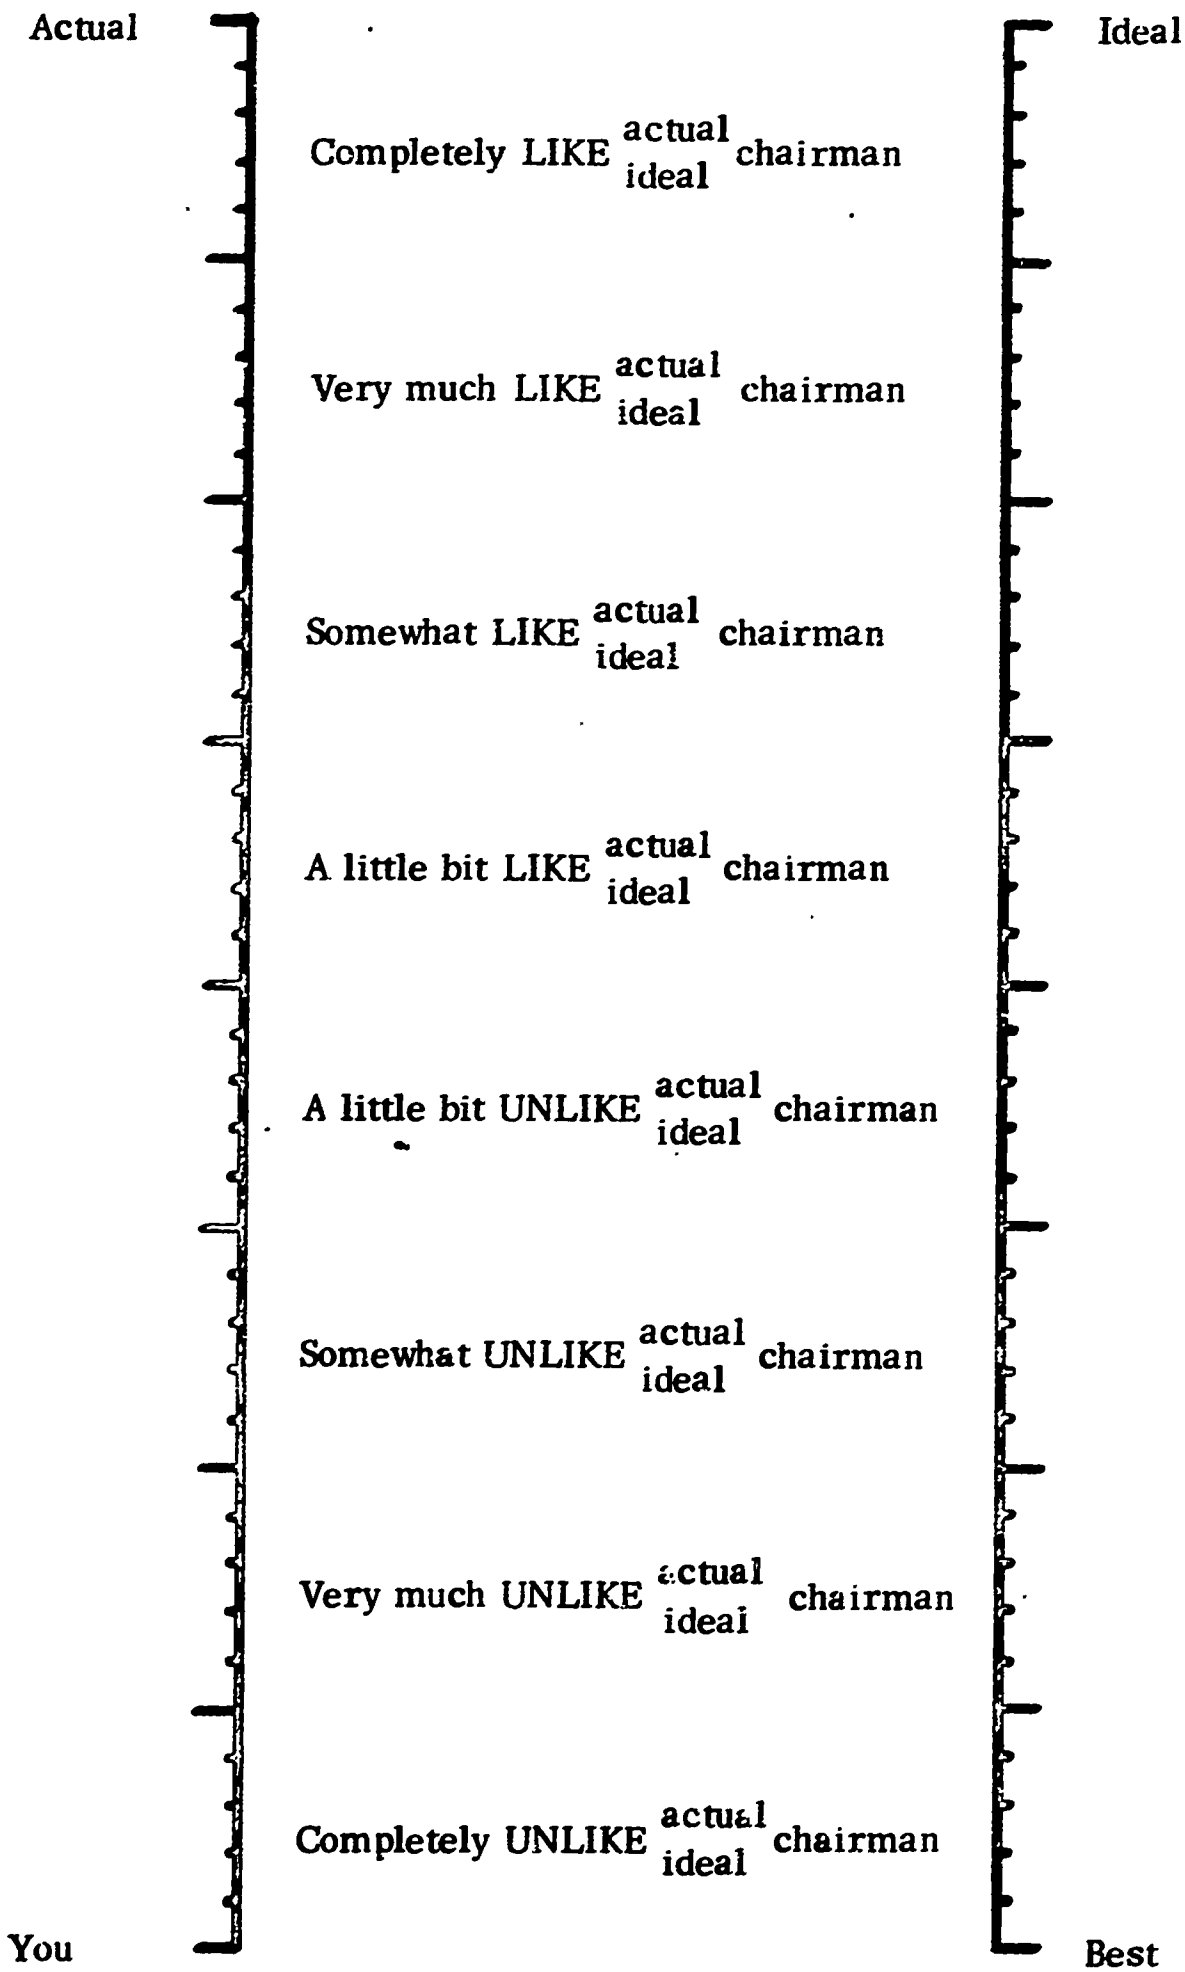 Actual
Ideal
Completely LIKE actual ideal chairman
Very much LIKE actual ideal chairman
Somewhat LIKE actual ideal chairman
A little bit LIKE actual ideal chairman
A little bit UNLIKE actual ideal chairman
Somewhat UNLIKE actual ideal chairman
Very much UNLIKE actual ideal chairman
Completely UNLIKE actual ideal chairman
You
Best